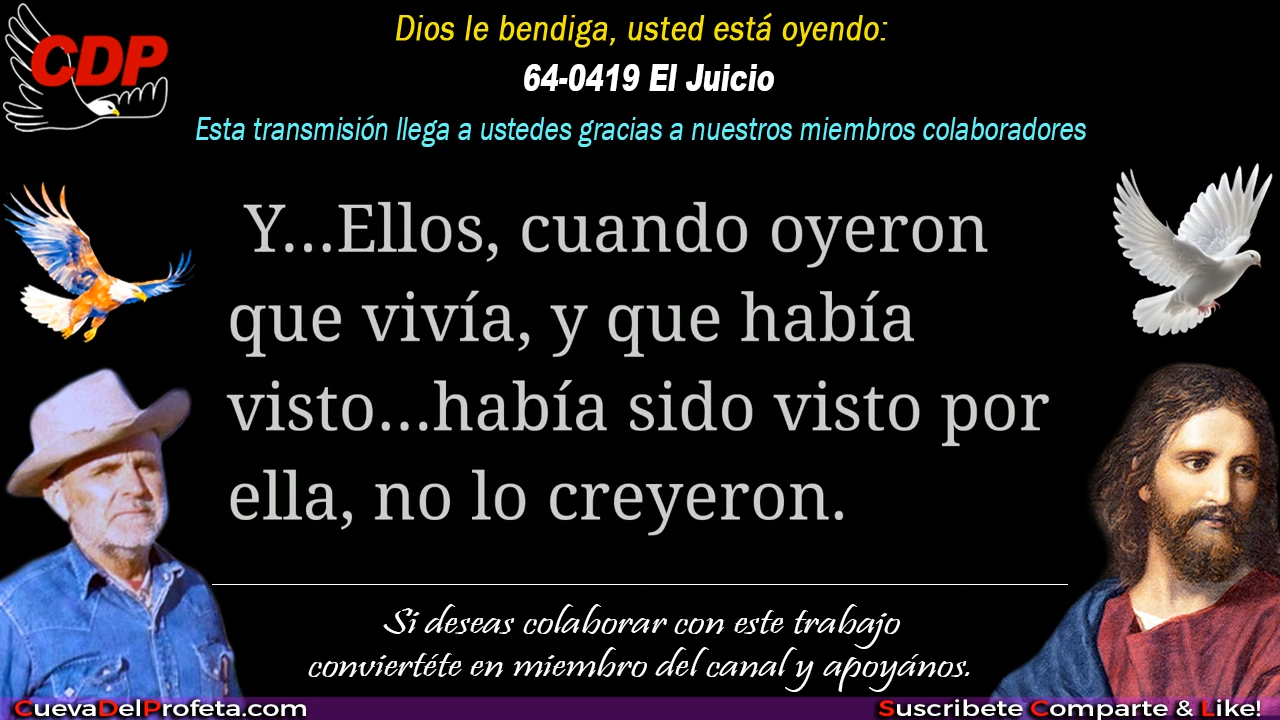 CDP
Dios le bendiga, usted está oyendo:
64-0419 El Juicio
Esta transmisión llega a ustedes gracias a nuestros miembros colaboradores
Y...Ellos, cuando oyeron
que vivía, y que había
visto...había sido visto por
ella, no lo creyeron.
Si deseas colaborar con este trabajo
conviertéte en miembro del canal y apoyános.
CuevaDelProfeta.com
Suscribete Comparte & Like!